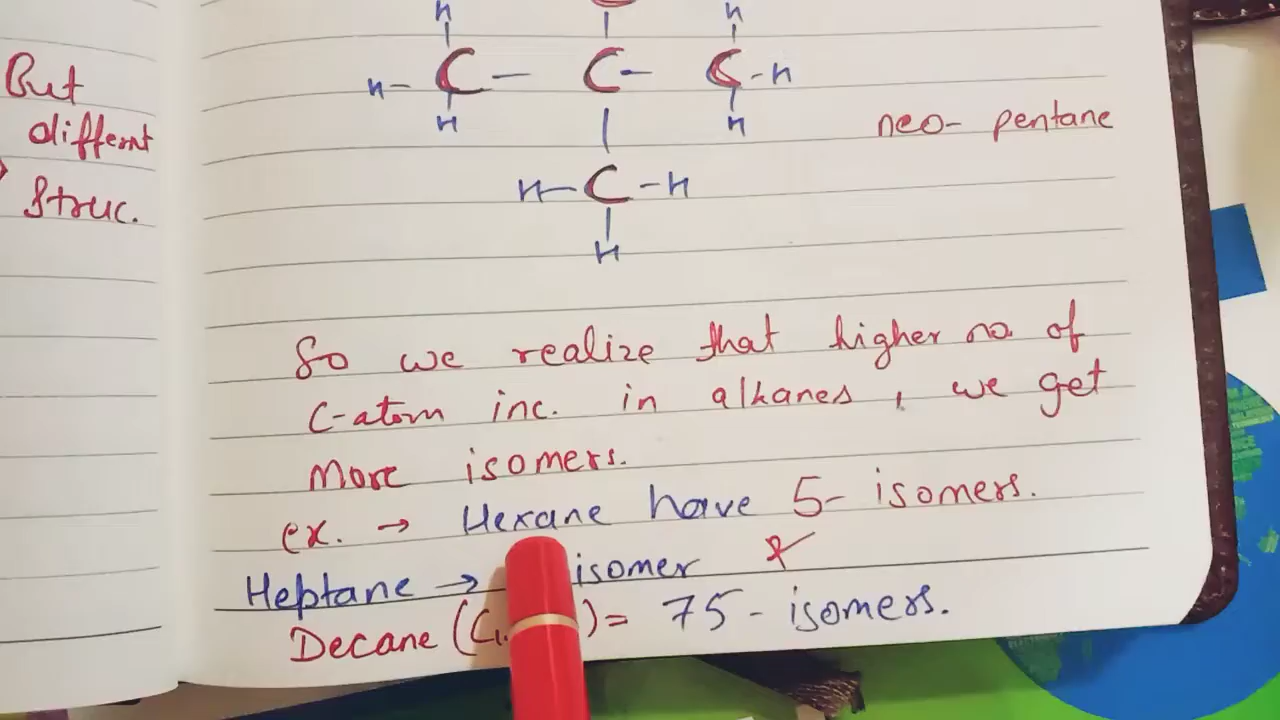 But
different
Struc.
H H
H- C - C - C -H
H H
neo- pentane
H- C -H
H
So we realize that higher no. of
C-atom inc. in alkanes, we get
More isomers.
ex. → Hexane have 5- isomers.
Heptane → isomer &
Decane ( )= 75 - isomers.